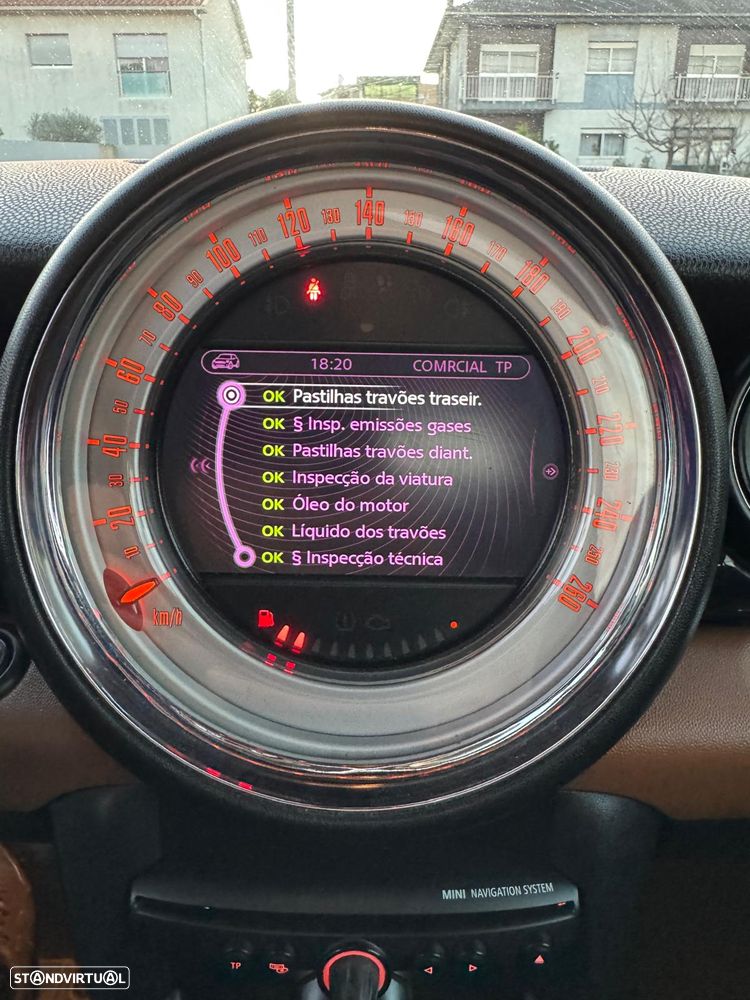 10
20
30
40
50
60
70
80
90
100
110
120
130
140
150
160
170
180
190
200
210
220
230
240
250
260
km/h
18:20 COMRCIAL TP
OK Pastilhas travões traseir.
OK § Insp. emissões gases
OK Pastilhas travões diant.
OK Inspecção da viatura
OK Óleo do motor
OK Líquido dos travões
OK § Inspecção técnica
MINI NAVIGATION SYSTEM
TP
STANDVIRTUAL